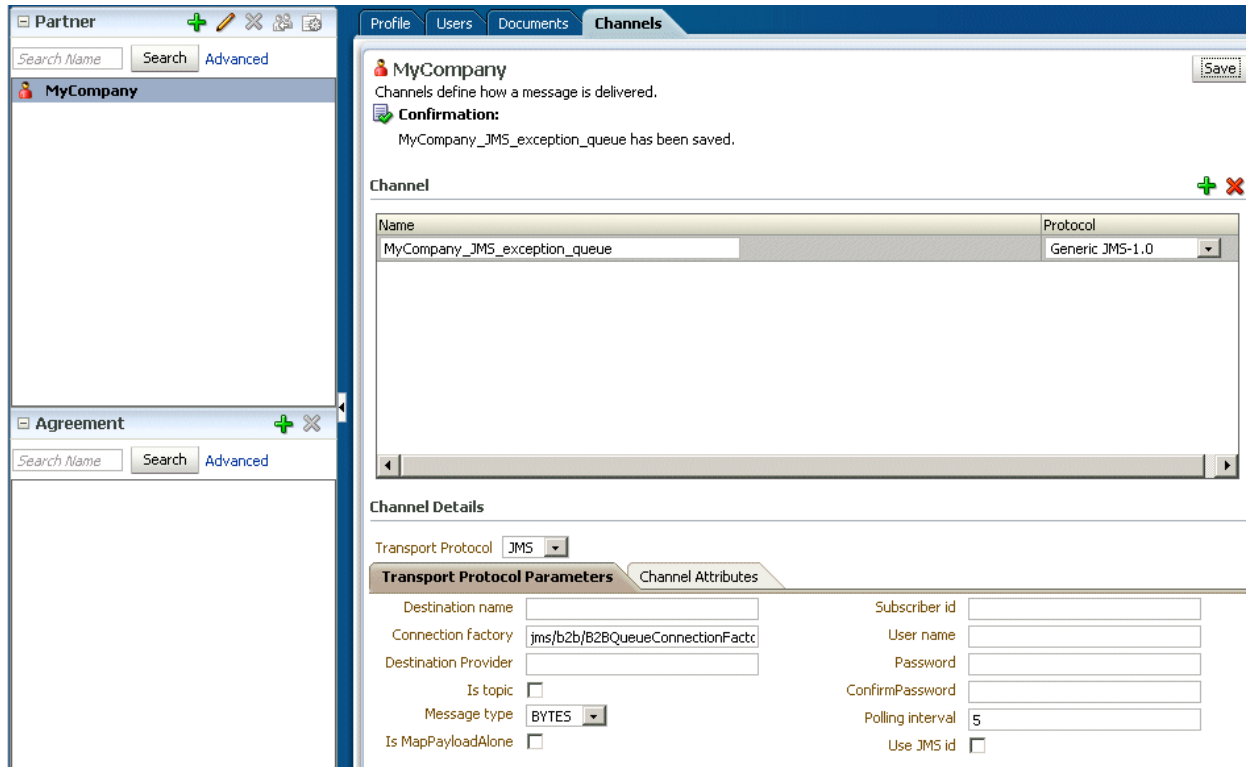 Partner
Search Name Search Advanced
MyCompany
Agreement
Search Name Search Advanced
Profile Users Documents Channels
MyCompany
Save
Channels define how a message is delivered.
Confirmation:
MyCompany_JMS_exception_queue has been saved.
Channel
Name Protocol
MyCompany_JMS_exception_queue Generic JMS-1.0
Channel Details
Transport Protocol JMS
Transport Protocol Parameters Channel Attributes
Destination name Subscriber id
Connection factory jms/b2b/B2BQueueConnectionFacto User name
Destination Provider Password
Is topic ConfirmPassword
Message type BYTES Polling interval 5
Is MapPayloadAlone Use JMS id